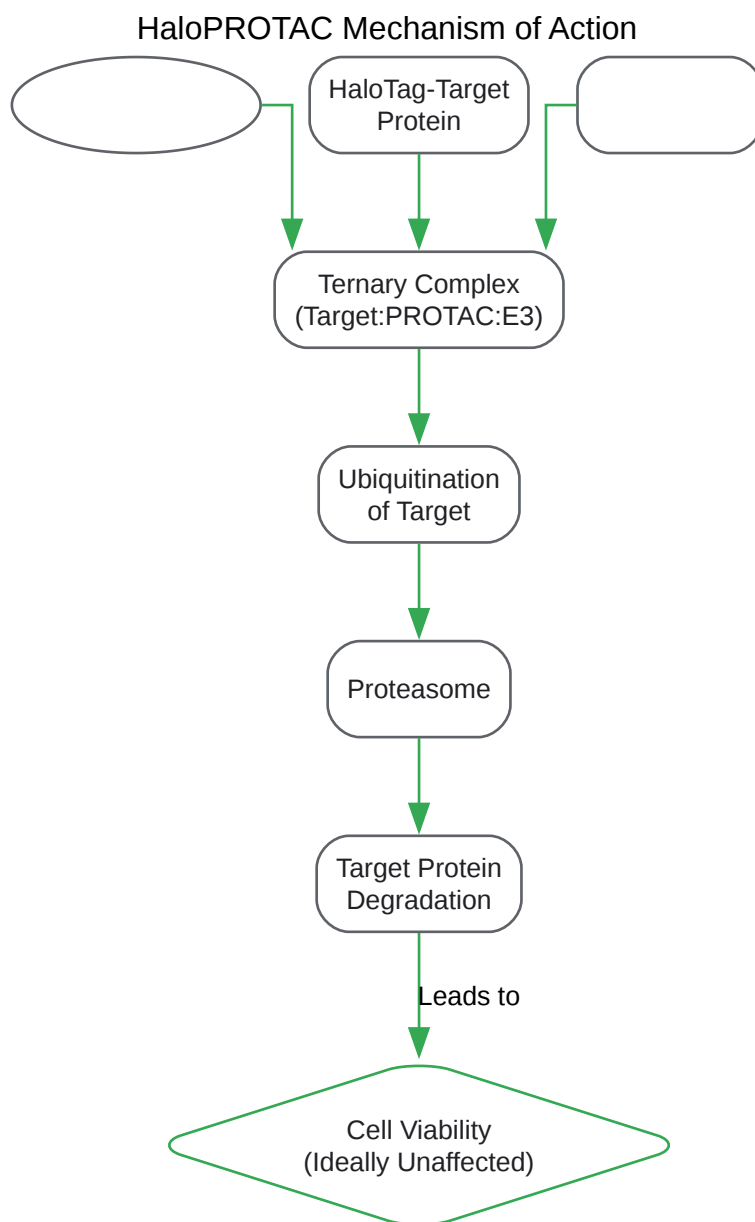 HaloPROTAC Mechanism of Action
HaloTag-Target
Protein
Ternary Complex
(Target:PROTAC:E3)
Ubiquitination
of Target
Proteasome
Target Protein
Degradation
Leads to
Cell Viability
(Ideally Unaffected)